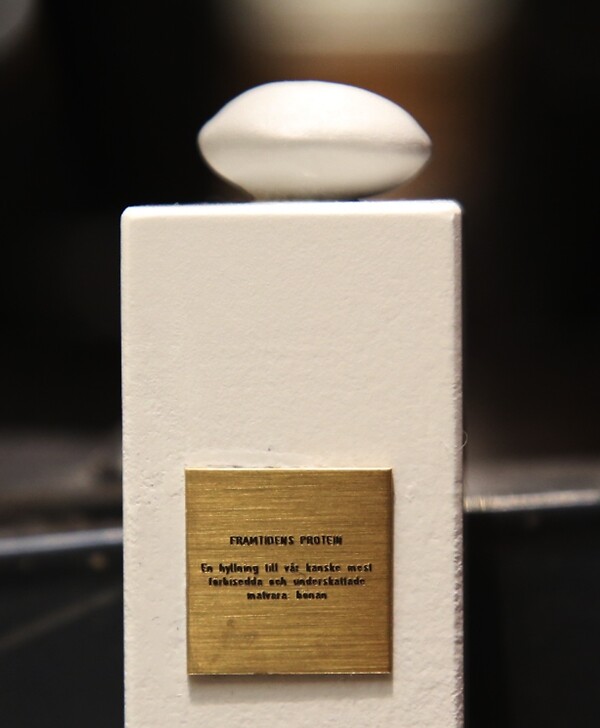 FRAMTIDENS PROTEIN
En hyllning till vår kanske mest
förbisedda och underskattade
matvara: bönan